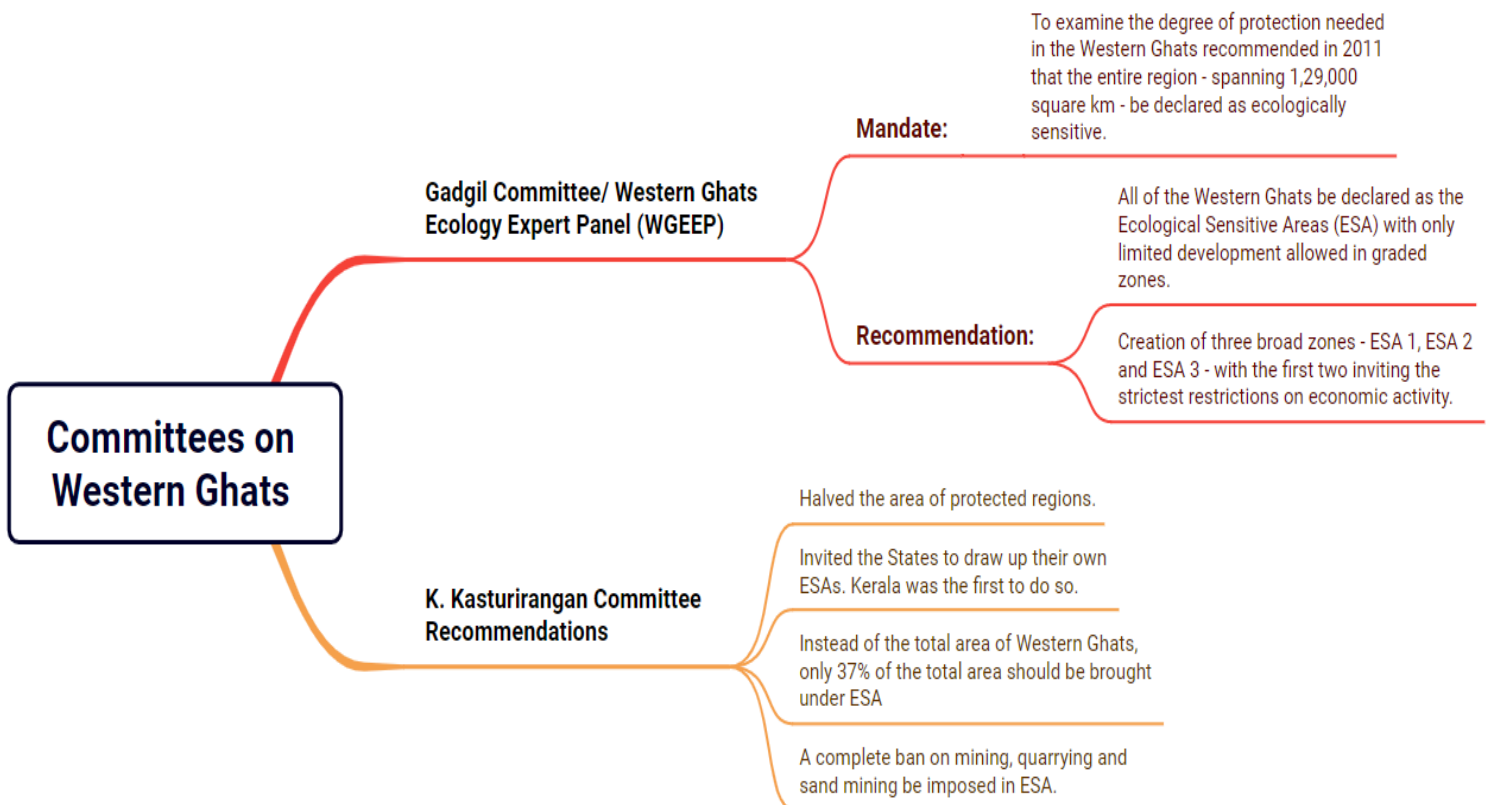 Committees on
Western Ghats
Gadgil Committee/ Western Ghats
Ecology Expert Panel (WGEEP)
Mandate:
To examine the degree of protection needed
in the Western Ghats recommended in 2011
that the entire region - spanning 1,29,000
square km - be declared as ecologically
sensitive.
Recommendation:
All of the Western Ghats be declared as the
Ecological Sensitive Areas (ESA) with only
limited development allowed in graded
zones.
Creation of three broad zones - ESA 1, ESA 2
and ESA 3 - with the first two inviting the
strictest restrictions on economic activity.
K. Kasturirangan Committee
Recommendations
Halved the area of protected regions.
Invited the States to draw up their own
ESAs. Kerala was the first to do so.
Instead of the total area of Western Ghats,
only 37% of the total area should be brought
under ESA
A complete ban on mining, quarrying and
sand mining be imposed in ESA.